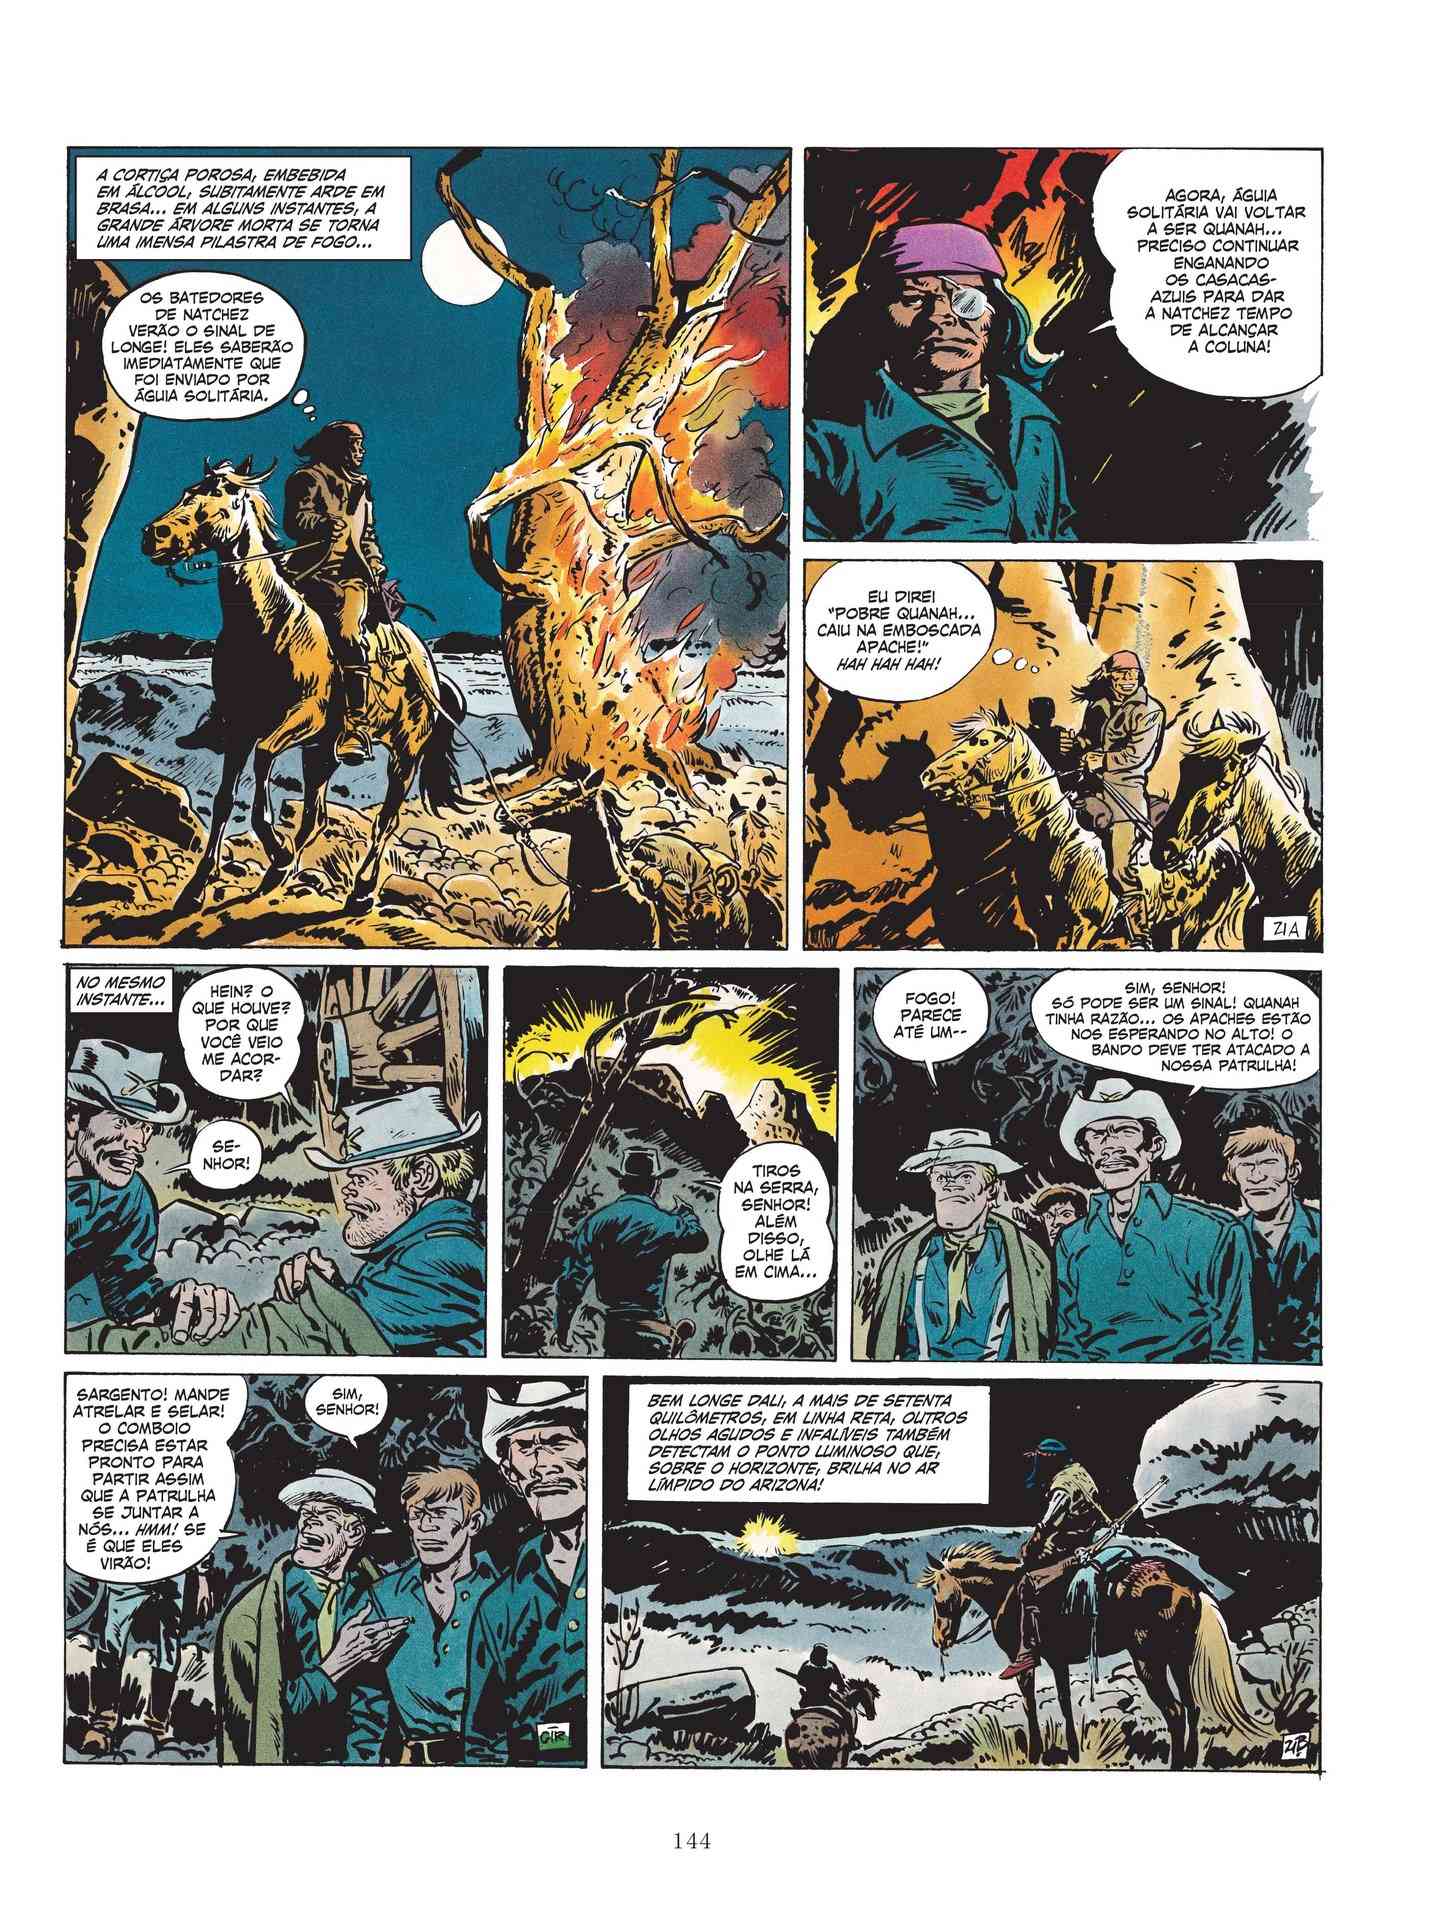 A CORTIÇA POROSA, EMBEBIDA
EM ÁLCOOL, SUBITAMENTE ARDE EM
BRASA... EM ALGUNS INSTANTES, A
GRANDE ÁRVORE MORTA SE TORNA
UMA IMENSA PILASTRA DE FOGO...
OS BATEDORES
DE NATCHEZ
VERÃO O SINAL DE
LONGE! ELES SABERÃO
IMEDIATAMENTE QUE
FOI ENVIADO POR
ÁGUIA SOLITÁRIA.
AGORA, ÁGUIA
SOLITÁRIA VAI VOLTAR
A SER QUANAH...
PRECISO CONTINUAR
ENGANANDO
OS CASACAS-
AZUIS PARA DAR
A NATCHEZ TEMPO
DE ALCANÇAR
A COLUNA!
EU DIREI
"POBRE QUANAH...
CAIU NA EMBOSCADA
APACHE!"
HAH HAH HAH!
21A
NO MESMO
INSTANTE...
HEIN? O
QUE HOUVE?
POR QUE
VOCÊ VEIO
ME ACOR-
DAR?
SE-
NHOR!
TIROS
NA SERRA,
SENHOR!
ALÉM
DISSO,
OLHE LÁ
EM CIMA...
FOGO!
PARECE
ATÉ UM--
SIM, SENHOR!
SÓ PODE SER UM SINAL! QUANAH
TINHA RAZÃO... OS APACHES ESTÃO
NOS ESPERANDO NO ALTO! O
BANDO DEVE TER ATACADO A
NOSSA PATRULHA!
SARGENTO! MANDE
ATRELAR E SELAR!
O COMBOIO
PRECISA ESTAR
PRONTO PARA
PARTIR ASSIM
QUE A PATRULHA
SE JUNTAR A
NÓS... HMM! SE
É QUE ELES
VIRÃO!
SIM,
SENHOR!
GIR
BEM LONGE DALI, A MAIS DE SETENTA
QUILÔMETROS, EM LINHA RETA, OUTROS
OLHOS AGUDOS E INFALÍVEIS TAMBÉM
DETECTAM O PONTO LUMINOSO QUE,
SOBRE O HORIZONTE, BRILHA NO AR
LÍMPIDO DO ARIZONA!
21B
144